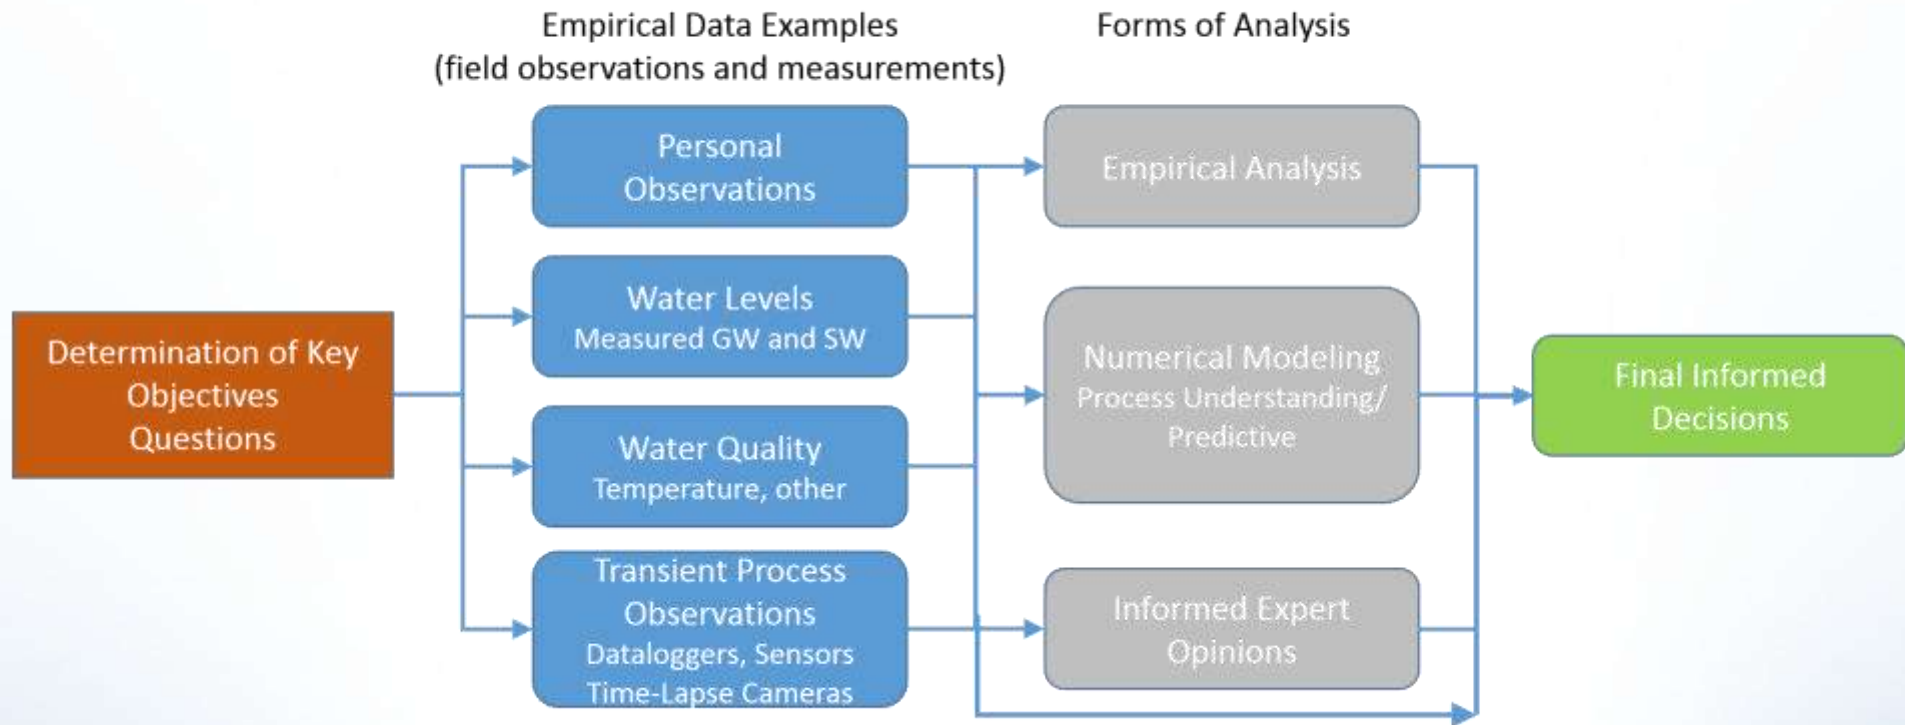 Empirical Data Examples
(field observations and measurements)
Forms of Analysis
Determination of Key
Objectives
Questions
Personal
Observations
Water Levels
Measured GW and SW
Water Quality
Temperature, other
Transient Process
Observations
Dataloggers, Sensors
Time-Lapse Cameras
Empirical Analysis
Numerical Modeling
Process Understanding/
Predictive
Informed Expert
Opinions
Final Informed
Decisions